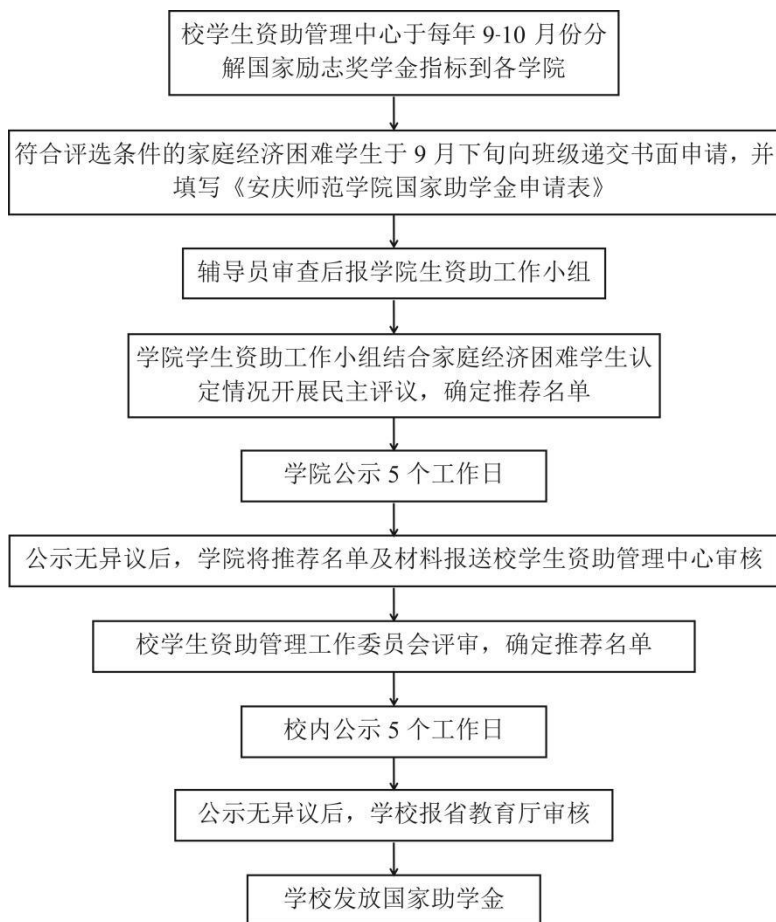 校学生资助管理中心于每年 9-10 月份分
解国家励志奖学金指标到各学院
符合评选条件的家庭经济困难学生于 9 月下旬向班级递交书面申请，并
填写《安庆师范学院国家助学金申请表》
辅导员审查后报学院生资助工作小组
学院学生资助工作小组结合家庭经济困难学生认
定情况开展民主评议，确定推荐名单
学院公示 5 个工作日
公示无异议后，学院将推荐名单及材料报送校学生资助管理中心审核
校学生资助管理工作委员会评审，确定推荐名单
校内公示 5 个工作日
公示无异议后，学校报省教育厅审核
学校发放国家助学金